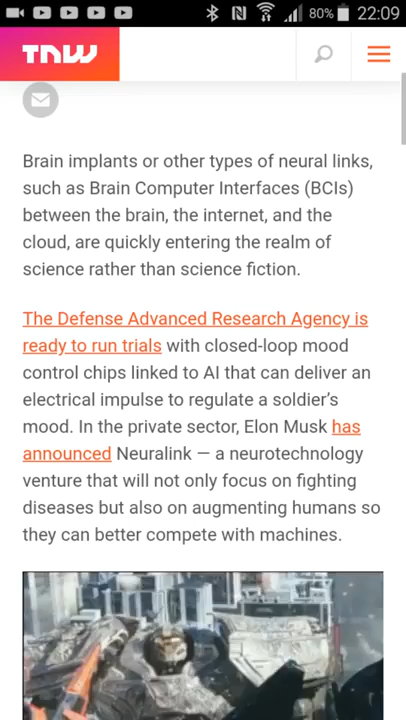 80% 22:09
TNW
Brain implants or other types of neural links,
such as Brain Computer Interfaces (BCIs)
between the brain, the internet, and the
cloud, are quickly entering the realm of
science rather than science fiction.
The Defense Advanced Research Agency is
ready to run trials with closed-loop mood
control chips linked to AI that can deliver an
electrical impulse to regulate a soldier's
mood. In the private sector, Elon Musk has
announced Neuralink — a neurotechnology
venture that will not only focus on fighting
diseases but also on augmenting humans so
they can better compete with machines.